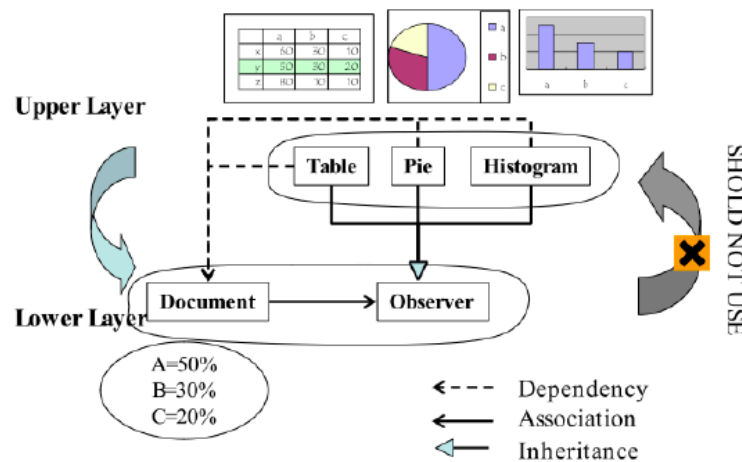 a b c
x 60 30 10
y 50 30 20
z 80 10 10
a
b
c
a b c
Upper Layer
Table
Pie
Histogram
SHOLD NOT USE
Document
Observer
Lower Layer
A=50%
B=30%
C=20%
Dependency
Association
Inheritance